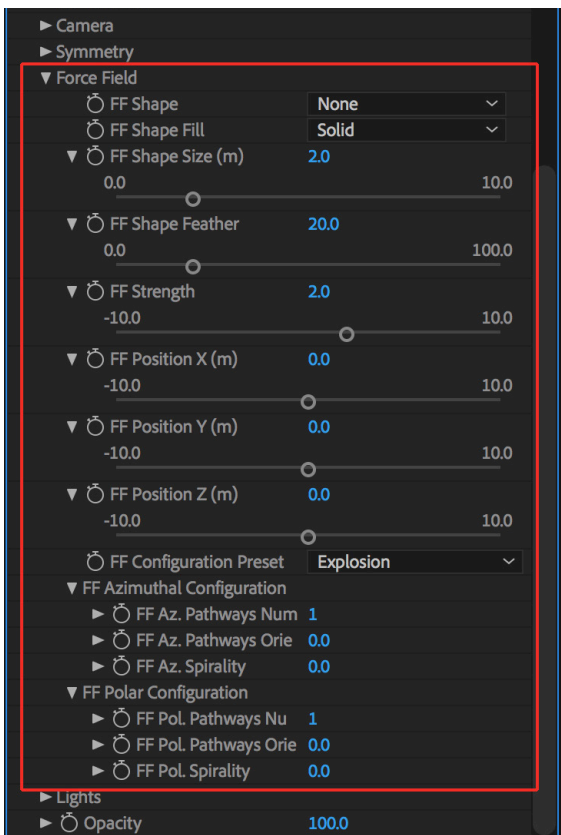 Camera
Symmetry
Force Field
FF Shape None
FF Shape Fill Solid
FF Shape Size (m) 2.0
0.0 10.0
FF Shape Feather 20.0
0.0 100.0
FF Strength 2.0
-10.0 10.0
FF Position X (m) 0.0
-10.0 10.0
FF Position Y (m) 0.0
-10.0 10.0
FF Position Z (m) 0.0
-10.0 10.0
FF Configuration Preset Explosion
FF Azimuthal Configuration
FF Az. Pathways Num 1
FF Az. Pathways Orie 0.0
FF Az. Spirality 0.0
FF Polar Configuration
FF Pol. Pathways Nu 1
FF Pol. Pathways Orie 0.0
FF Pol. Spirality 0.0
Lights
Opacity 100.0